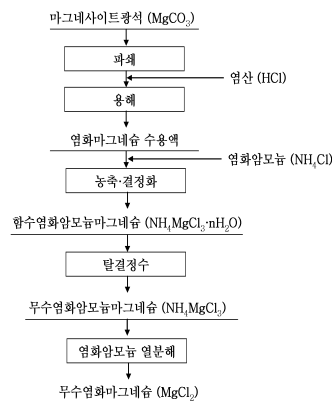 마그네사이트광석 (MgCO₃)
파쇄
염산 (HCl)
용해
염화마그네슘 수용액
염화암모늄 (NH₄Cl)
농축·결정화
함수염화암모늄마그네슘 (NH₄MgCl₃·nH₂O)
탈결정수
무수염화암모늄마그네슘 (NH₄MgCl₃)
염화암모늄 열분해
무수염화마그네슘 (MgCl₂)